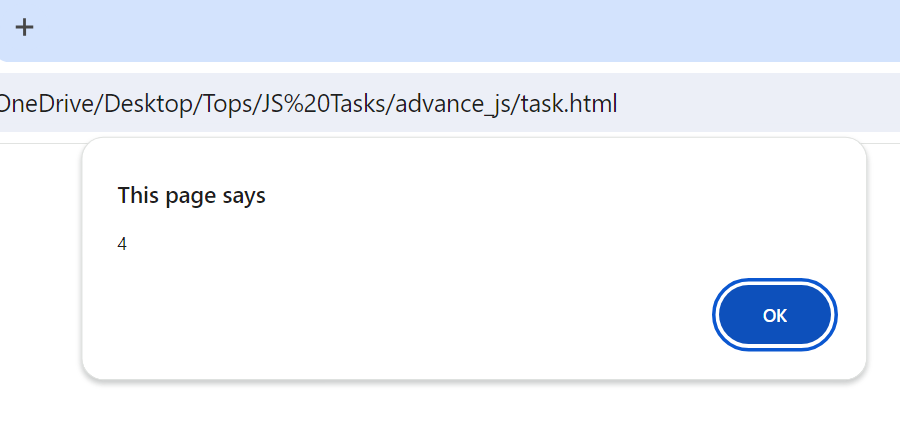 OneDrive/Desktop/Tops/JS%20Tasks/advance_js/task.html
This page says
4
OK